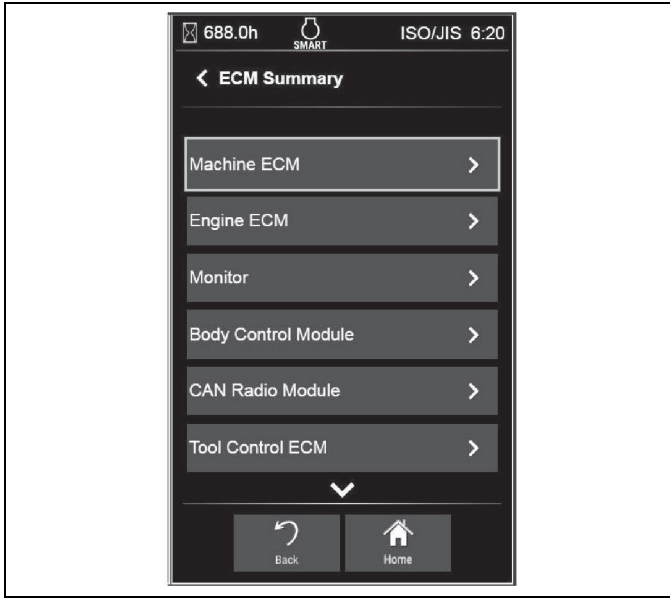 688.0h SMART ISO/JIS 6:20
ECM Summary
Machine ECM
Engine ECM
Monitor
Body Control Module
CAN Radio Module
Tool Control ECM
Back Home